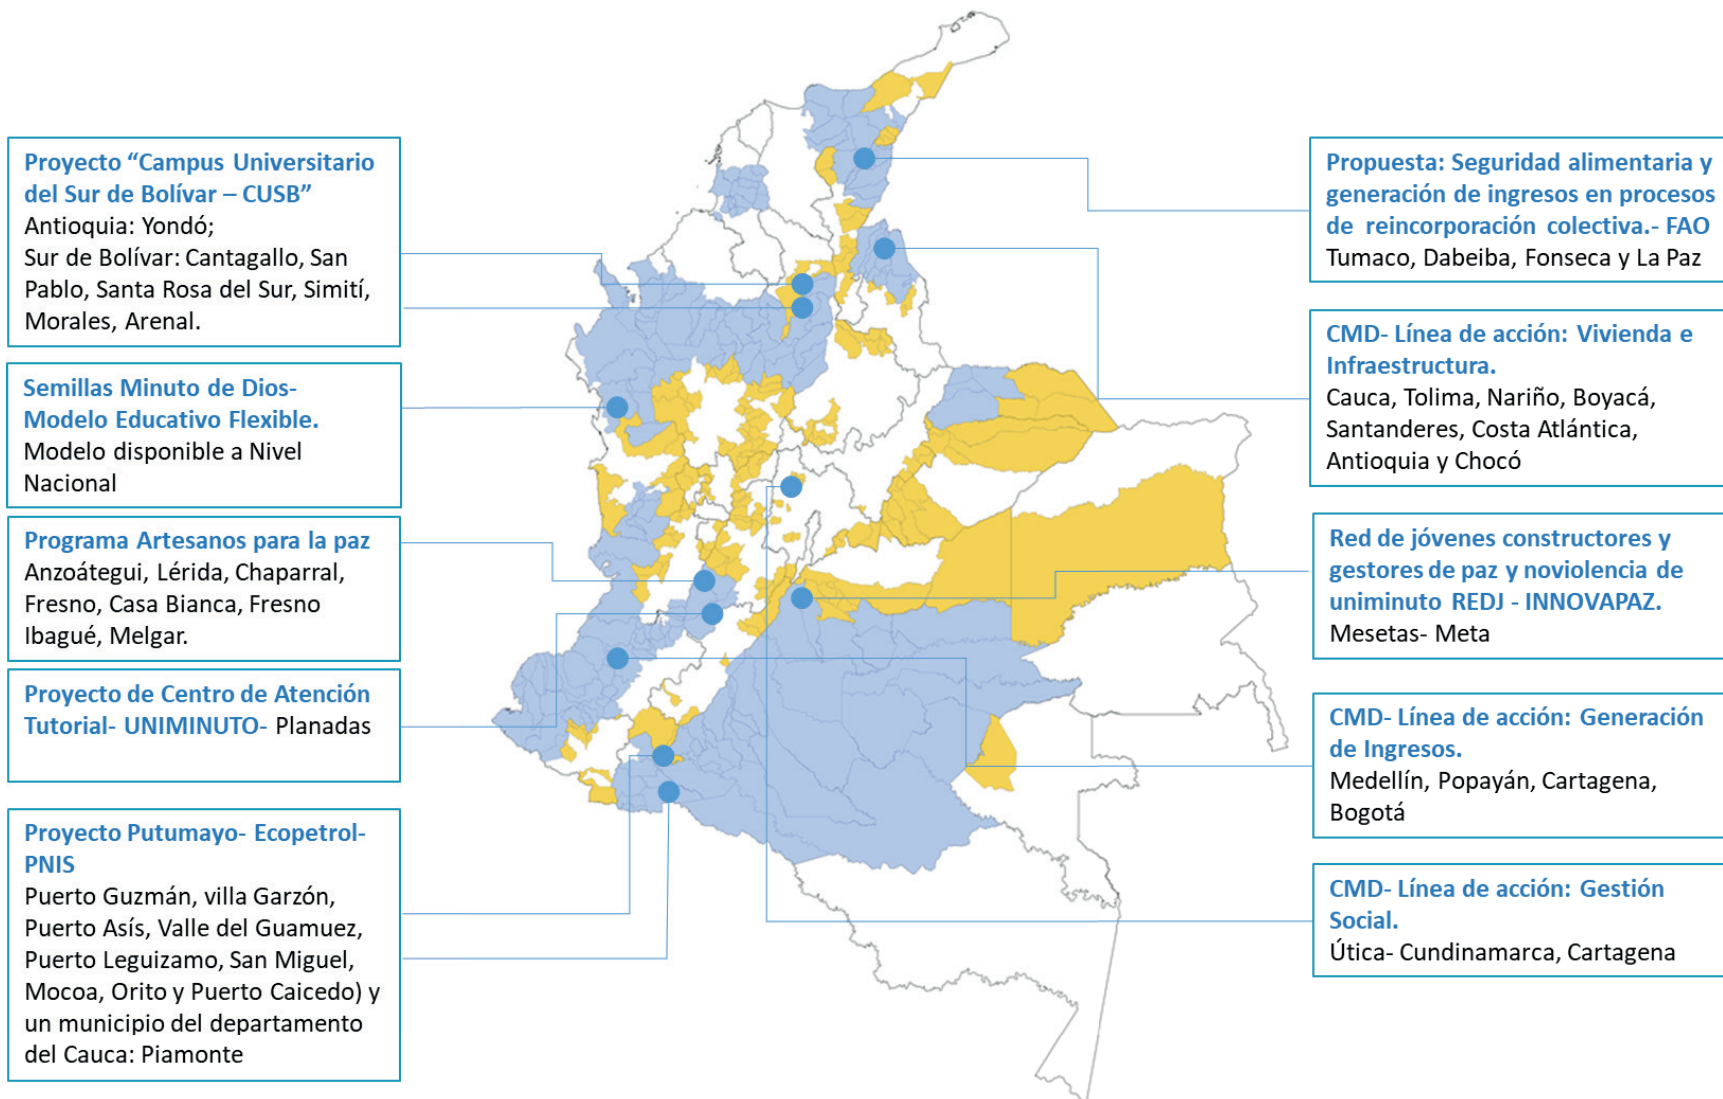 Proyecto “Campus Universitario
del Sur de Bolívar – CUSB”
Antioquia: Yondó;
Sur de Bolívar: Cantagallo, San
Pablo, Santa Rosa del Sur, Simití,
Morales, Arenal.
Semillas Minuto de Dios-
Modelo Educativo Flexible.
Modelo disponible a Nivel
Nacional
Programa Artesanos para la paz
Anzoátegui, Lérida, Chaparral,
Fresno, Casa Bianca, Fresno
Ibagué, Melgar.
Proyecto de Centro de Atención
Tutorial- UNIMINUTO- Planadas
Proyecto Putumayo- Ecopetrol-
PNIS
Puerto Guzmán, villa Garzón,
Puerto Asís, Valle del Guamuez,
Puerto Leguizamo, San Miguel,
Mocoa, Orito y Puerto Caicedo) y
un municipio del departamento
del Cauca: Piamonte
Propuesta: Seguridad alimentaria y
generación de ingresos en procesos
de reincorporación colectiva.- FAO
Tumaco, Dabeiba, Fonseca y La Paz
CMD- Línea de acción: Vivienda e
Infraestructura.
Cauca, Tolima, Nariño, Boyacá,
Santanderes, Costa Atlántica,
Antioquia y Chocó
Red de jóvenes constructores y
gestores de paz y noviolencia de
uniminuto REDJ - INNOVAPAZ.
Mesetas- Meta
CMD- Línea de acción: Generación
de Ingresos.
Medellín, Popayán, Cartagena,
Bogotá
CMD- Línea de acción: Gestión
Social.
Útica- Cundinamarca, Cartagena